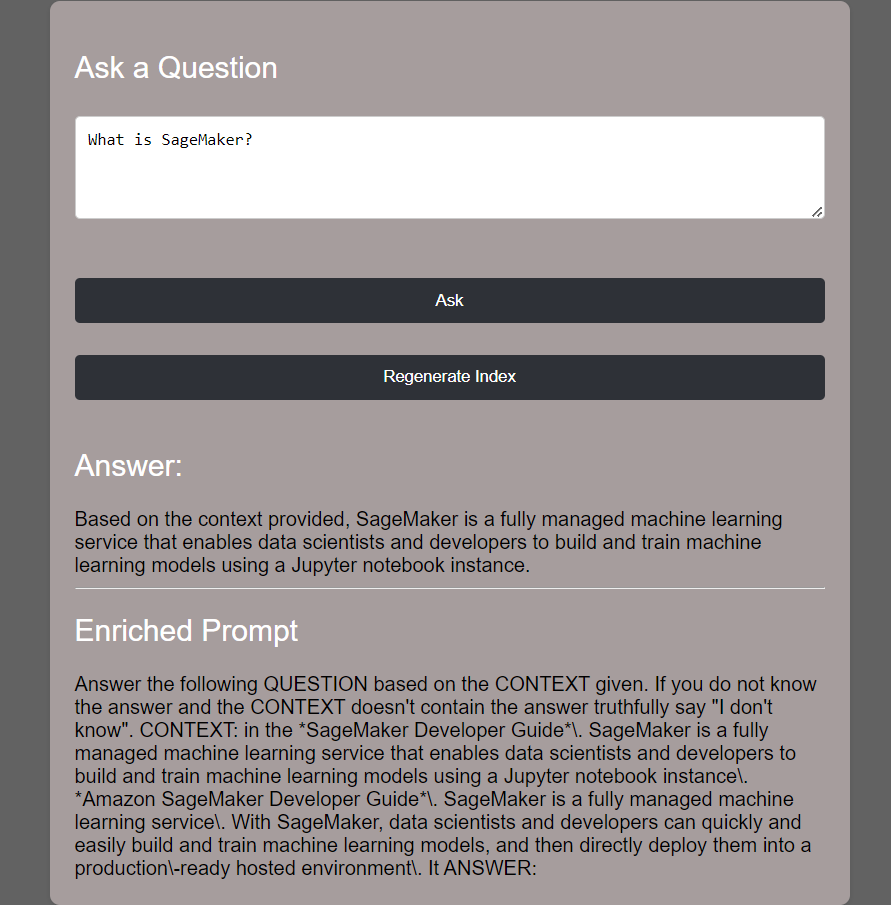 Ask a Question
What is SageMaker?
Ask
Regenerate Index
Answer:
Based on the context provided, SageMaker is a fully managed machine learning
service that enables data scientists and developers to build and train machine
learning models using a Jupyter notebook instance.
Enriched Prompt
Answer the following QUESTION based on the CONTEXT given. If you do not know
the answer and the CONTEXT doesn't contain the answer truthfully say "I don't
know". CONTEXT: in the *SageMaker Developer Guide*\. SageMaker is a fully
managed machine learning service that enables data scientists and developers to
build and train machine learning models using a Jupyter notebook instance\.
*Amazon SageMaker Developer Guide*\. SageMaker is a fully managed machine
learning service\. With SageMaker, data scientists and developers can quickly and
easily build and train machine learning models, and then directly deploy them into a
production\-ready hosted environment\. It ANSWER: